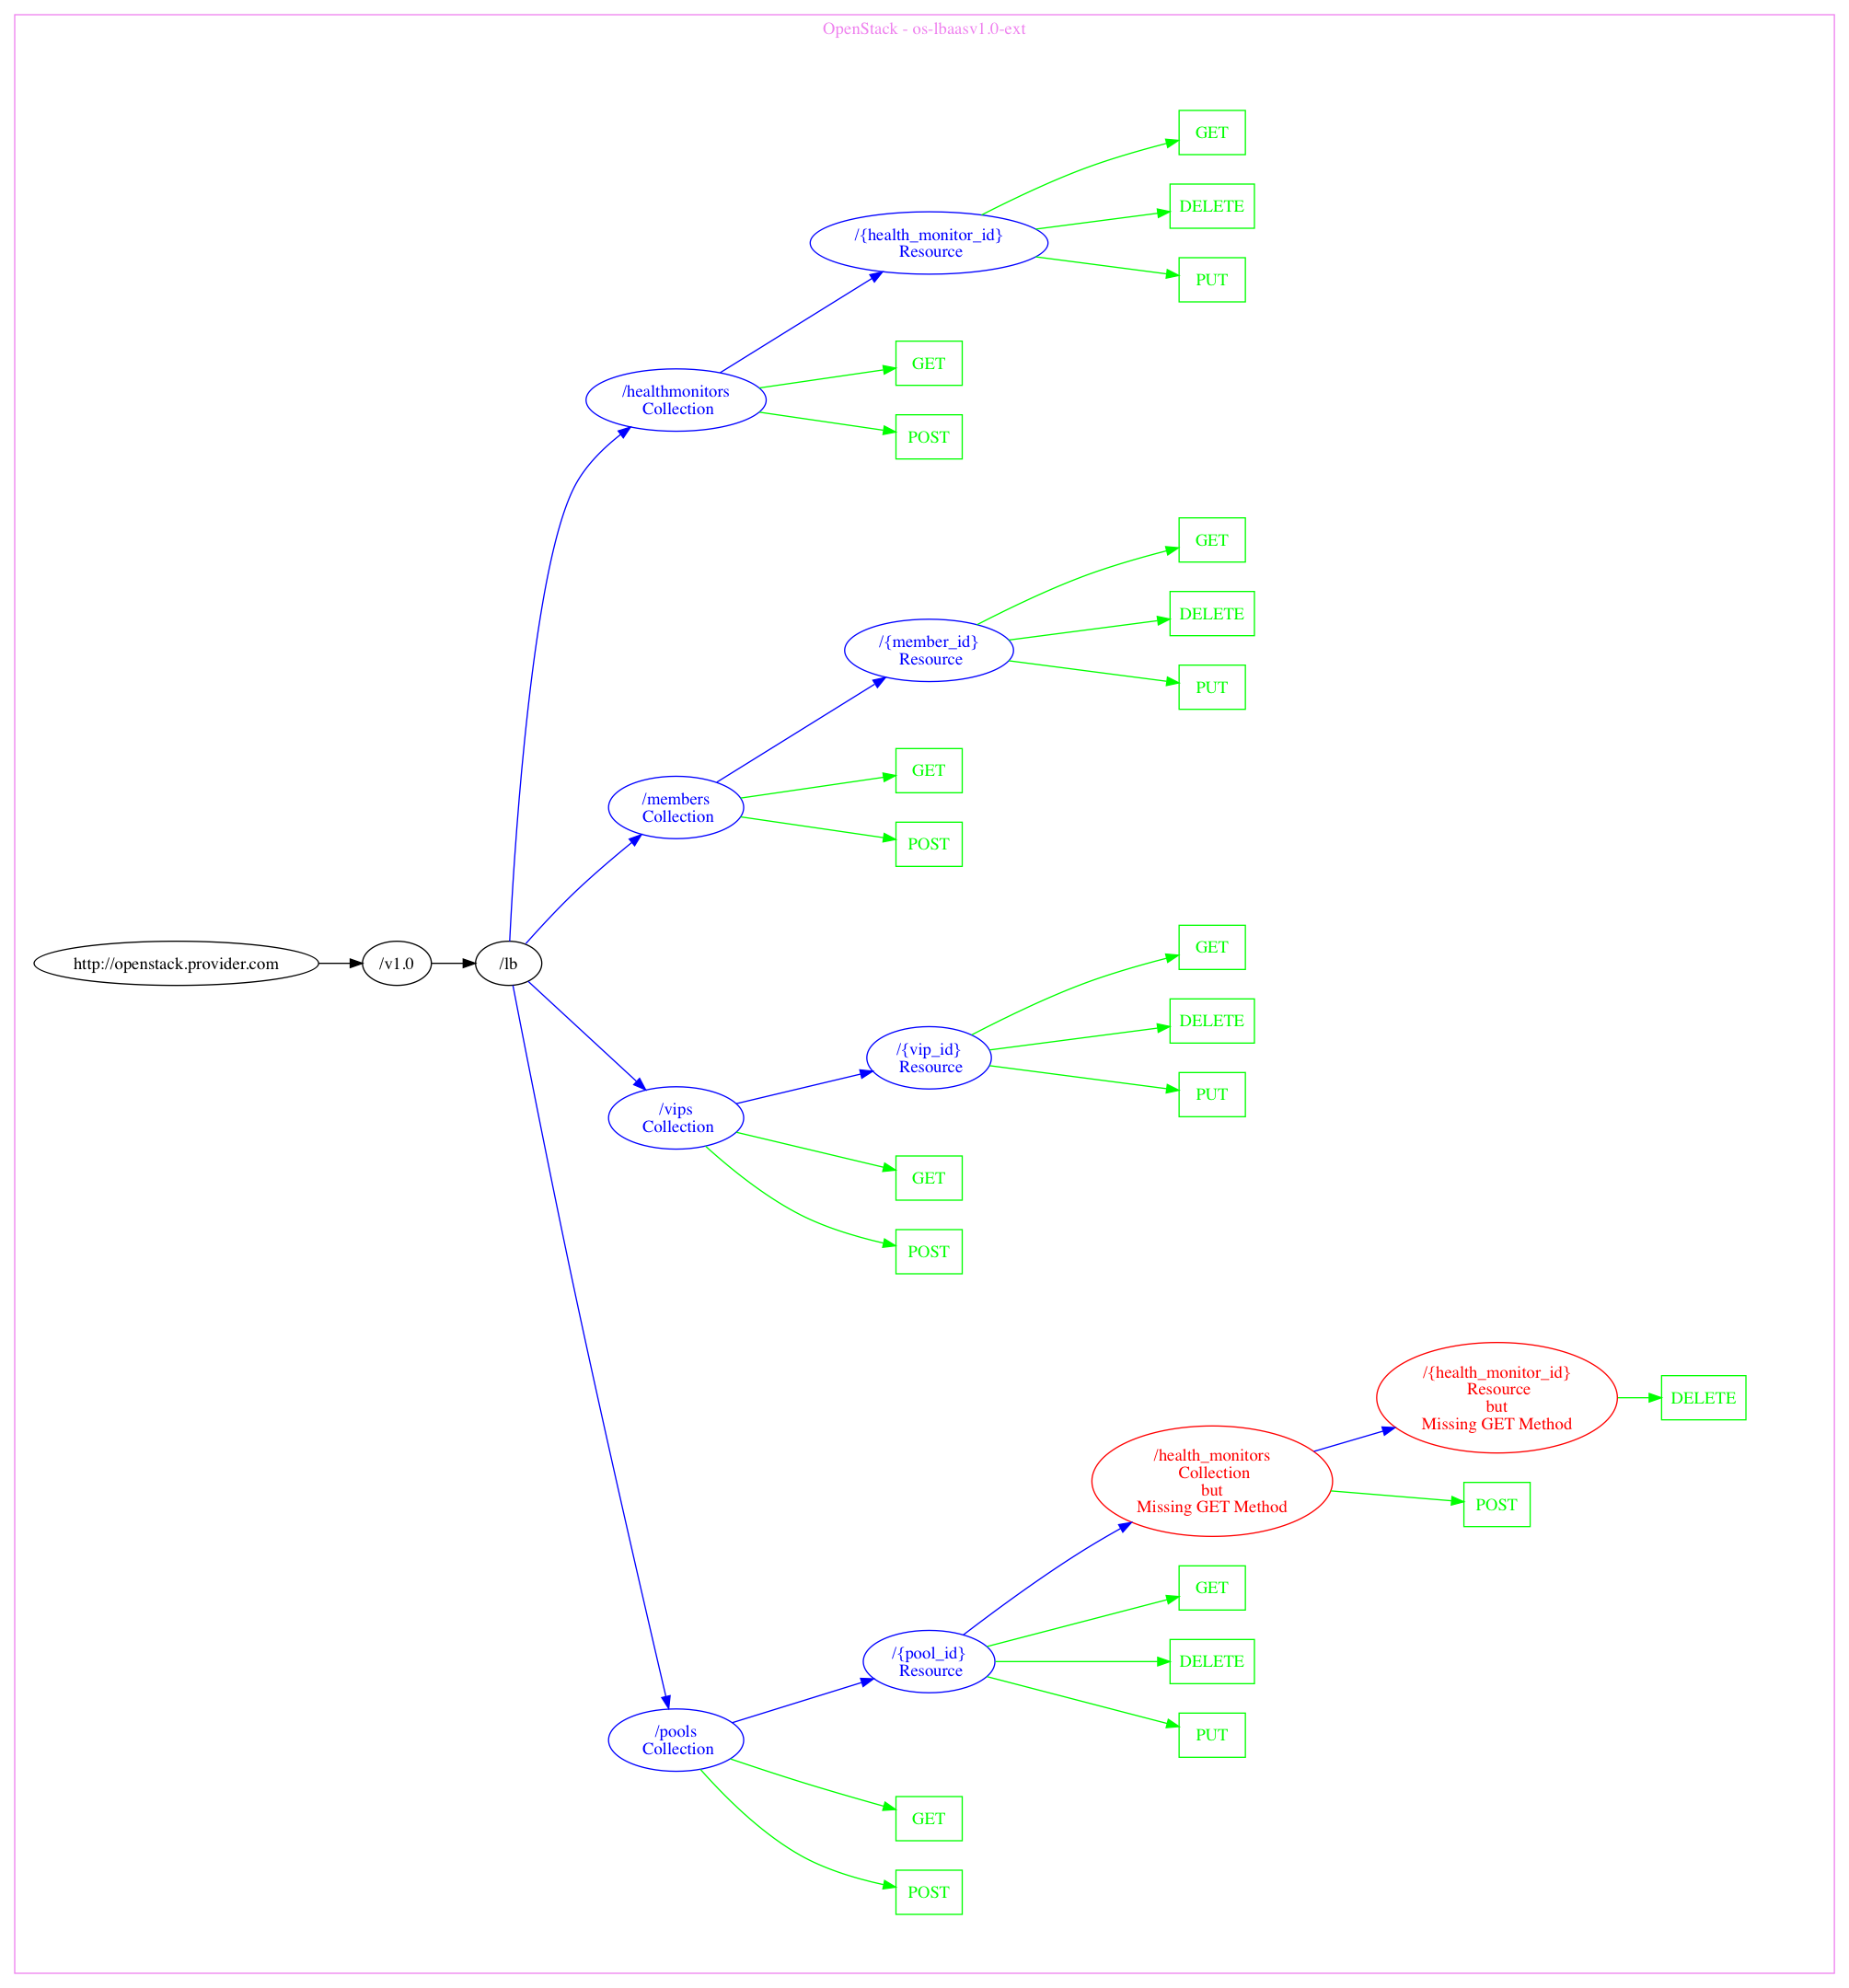 OpenStack - os-lbaasv1.0-ext
GET
DELETE
/{health_monitor_id}
Resource
PUT
GET
/healthmonitors
Collection
POST
GET
DELETE
/{member_id}
Resource
PUT
GET
/members
Collection
POST
http://openstack.provider.com
/v1.0
/lb
GET
DELETE
/{vip_id}
Resource
PUT
/vips
Collection
GET
POST
/{health_monitor_id}
Resource
but
Missing GET Method
DELETE
/health_monitors
Collection
but
Missing GET Method
POST
GET
/{pool_id}
Resource
DELETE
PUT
/pools
Collection
GET
POST